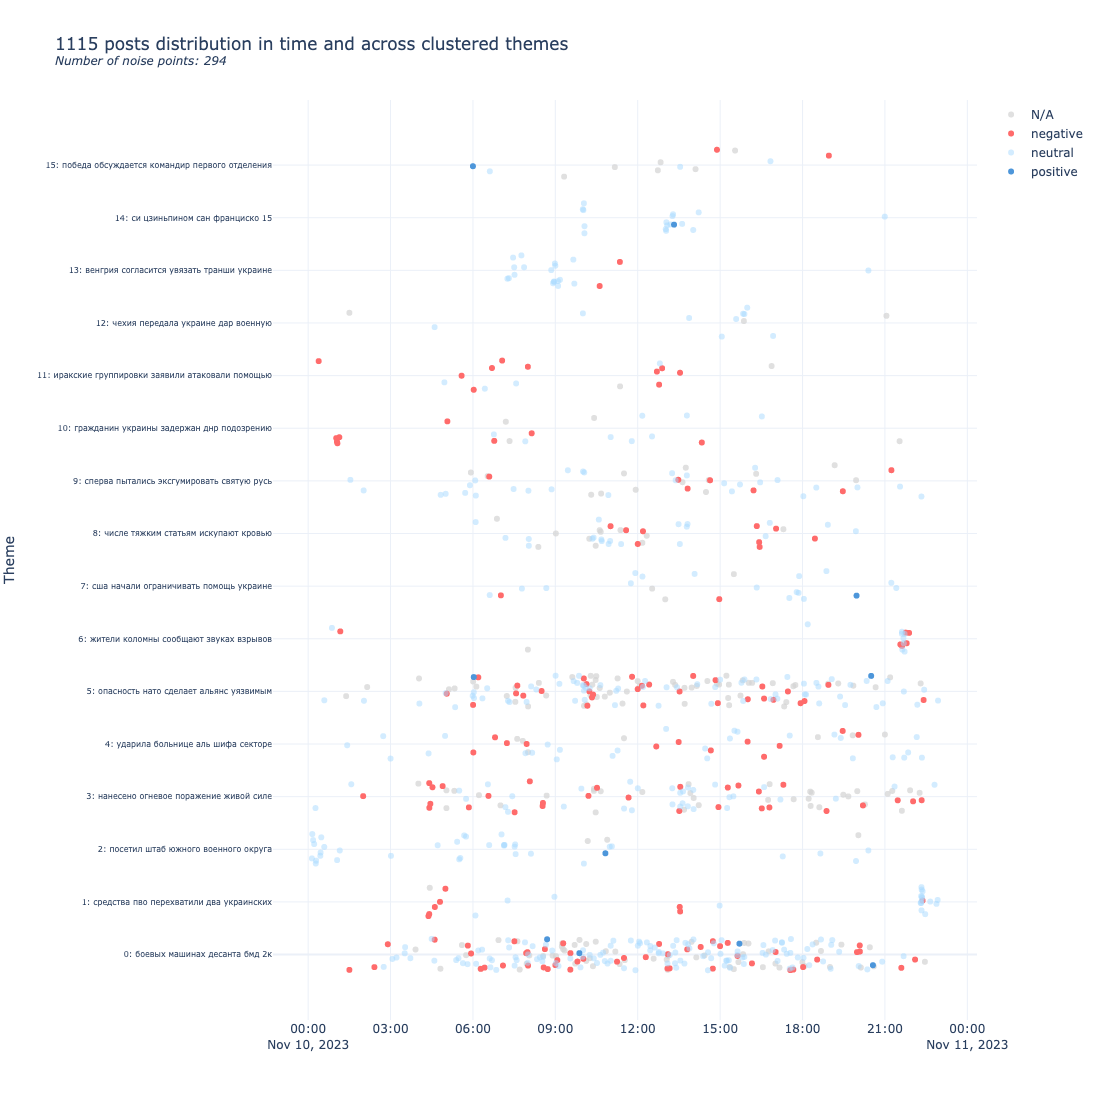 1115 posts distribution in time and across clustered themes
Number of noise points: 294
N/A
negative
neutral
positive
Theme
15: победа обсуждается командир первого отделения
14: си цзиньпином сан франциско 15
13: венгрия согласится увязать транши украине
12: чехия передала украине дар военную
11: иракские группировки заявили атаковали помощью
10: гражданин украины задержан днр подозрению
9: сперва пытались эксгумировать святую русь
8: числе тяжким статьям искупают кровью
7: сша начали ограничивать помощь украине
6: жители коломны сообщают звуках взрывов
5: опасность нато сделает альянс уязвимым
4: ударила больнице аль шифа секторе
3: нанесено огневое поражение живой силе
2: посетил штаб южного военного округа
1: средства пво перехватили два украинских
0: боевых машинах десанта бмд 2к
00:00 03:00 06:00 09:00 12:00 15:00 18:00 21:00 00:00
Nov 10, 2023 Nov 11, 2023